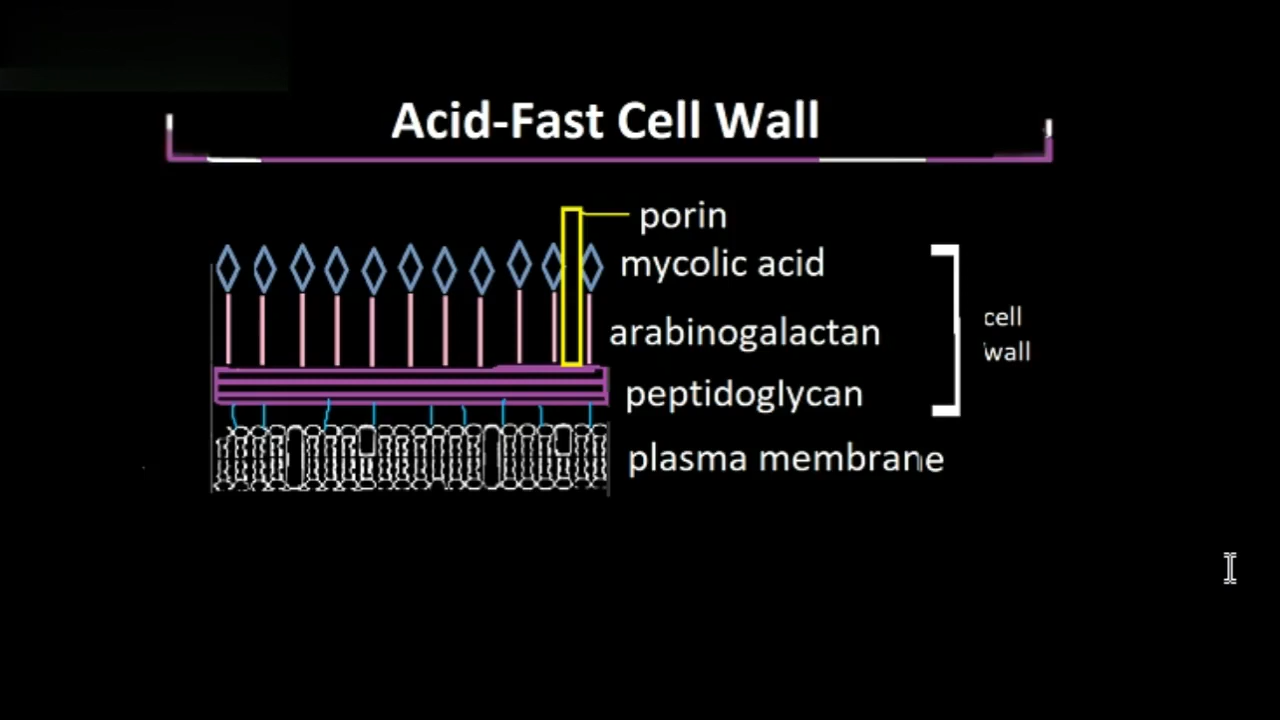 Acid-Fast Cell Wall
porin
mycolic acid
arabinogalactan
cell
wall
peptidoglycan
plasma membrane